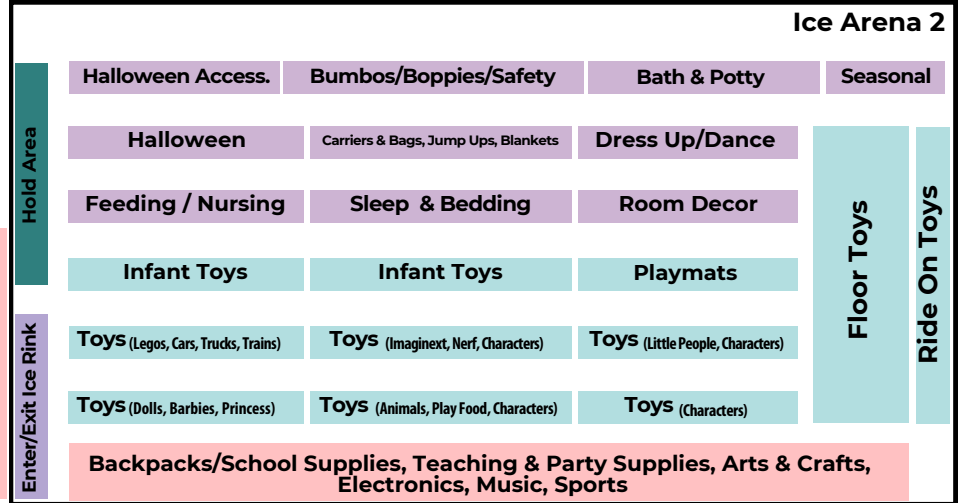 Ice Arena 2
Halloween Access.
Bumbos/Boppies/Safety
Bath & Potty
Seasonal
Hold Area
Halloween
Carriers & Bags, Jump Ups, Blankets
Dress Up/Dance
Feeding / Nursing
Sleep & Bedding
Room Decor
Infant Toys
Infant Toys
Playmats
Floor Toys
Ride On Toys
Enter/Exit Ice Rink
Toys (Legos, Cars, Trucks, Trains)
Toys (Imaginext, Nerf, Characters)
Toys (Little People, Characters)
Toys (Dolls, Barbies, Princess)
Toys (Animals, Play Food, Characters)
Toys (Characters)
Backpacks/School Supplies, Teaching & Party Supplies, Arts & Crafts,
Electronics, Music, Sports